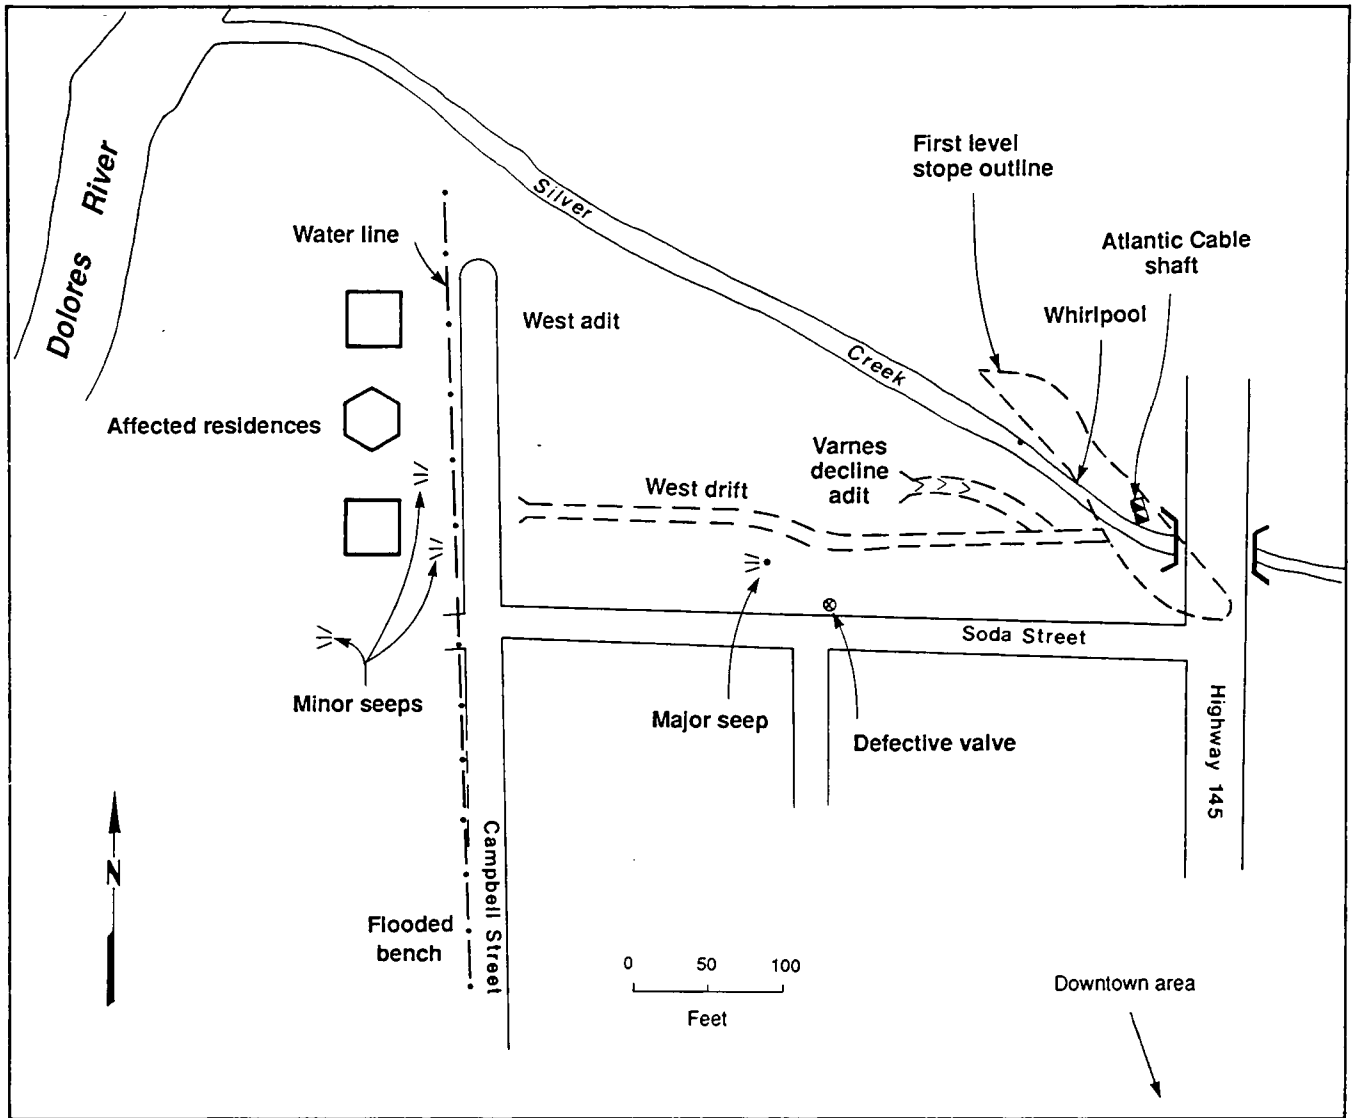 First level
stope outline
Silver
Dolores River
Water line
Atlantic Cable
shaft
Whirlpool
West adit
Creek
Affected residences
Varnes
decline
adit
West drift
Soda Street
Minor seeps
Major seep
Defective valve
Highway 145
N
Campbell Street
Flooded
bench
0 50 100
Feet
Downtown area